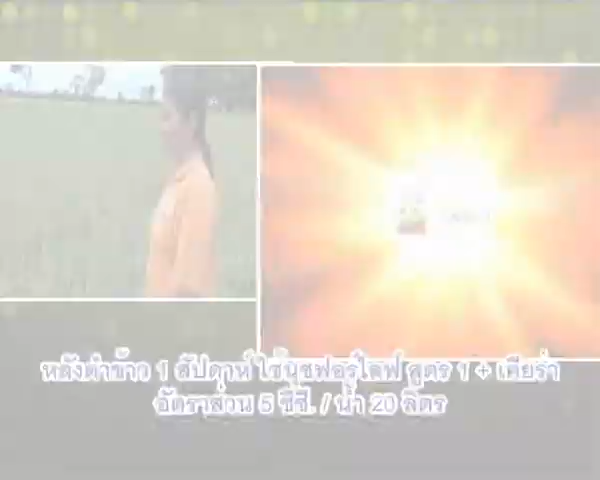 หลังดำข้าว 1 สัปดาห์ ใช้นูชฟอร์ไลฟ์ สูตร 1 + เคียร่า
อัตราส่วน 5 ซีซี. / น้ำ 20 ลิตร